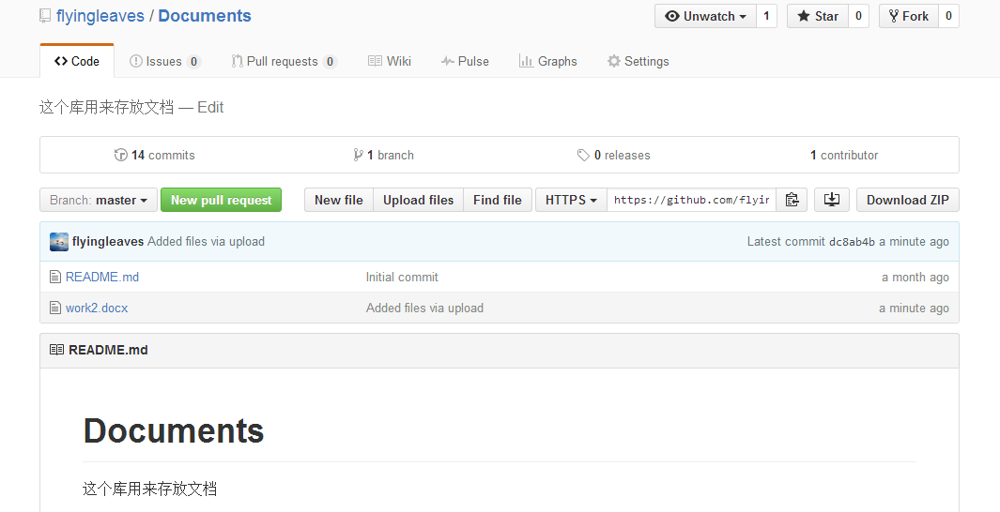 flyingleaves / Documents Unwatch 1 Star 0 Fork 0
Code Issues 0 Pull requests 0 Wiki Pulse Graphs Settings
这个库用来存放文档 — Edit
14 commits 1 branch 0 releases 1 contributor
Branch: master New pull request New file Upload files Find file HTTPS https://github.com/flyin Download ZIP
flyingleaves Added files via upload Latest commit dc8ab4b a minute ago
README.md Initial commit a month ago
work2.docx Added files via upload a minute ago
README.md
Documents
这个库用来存放文档